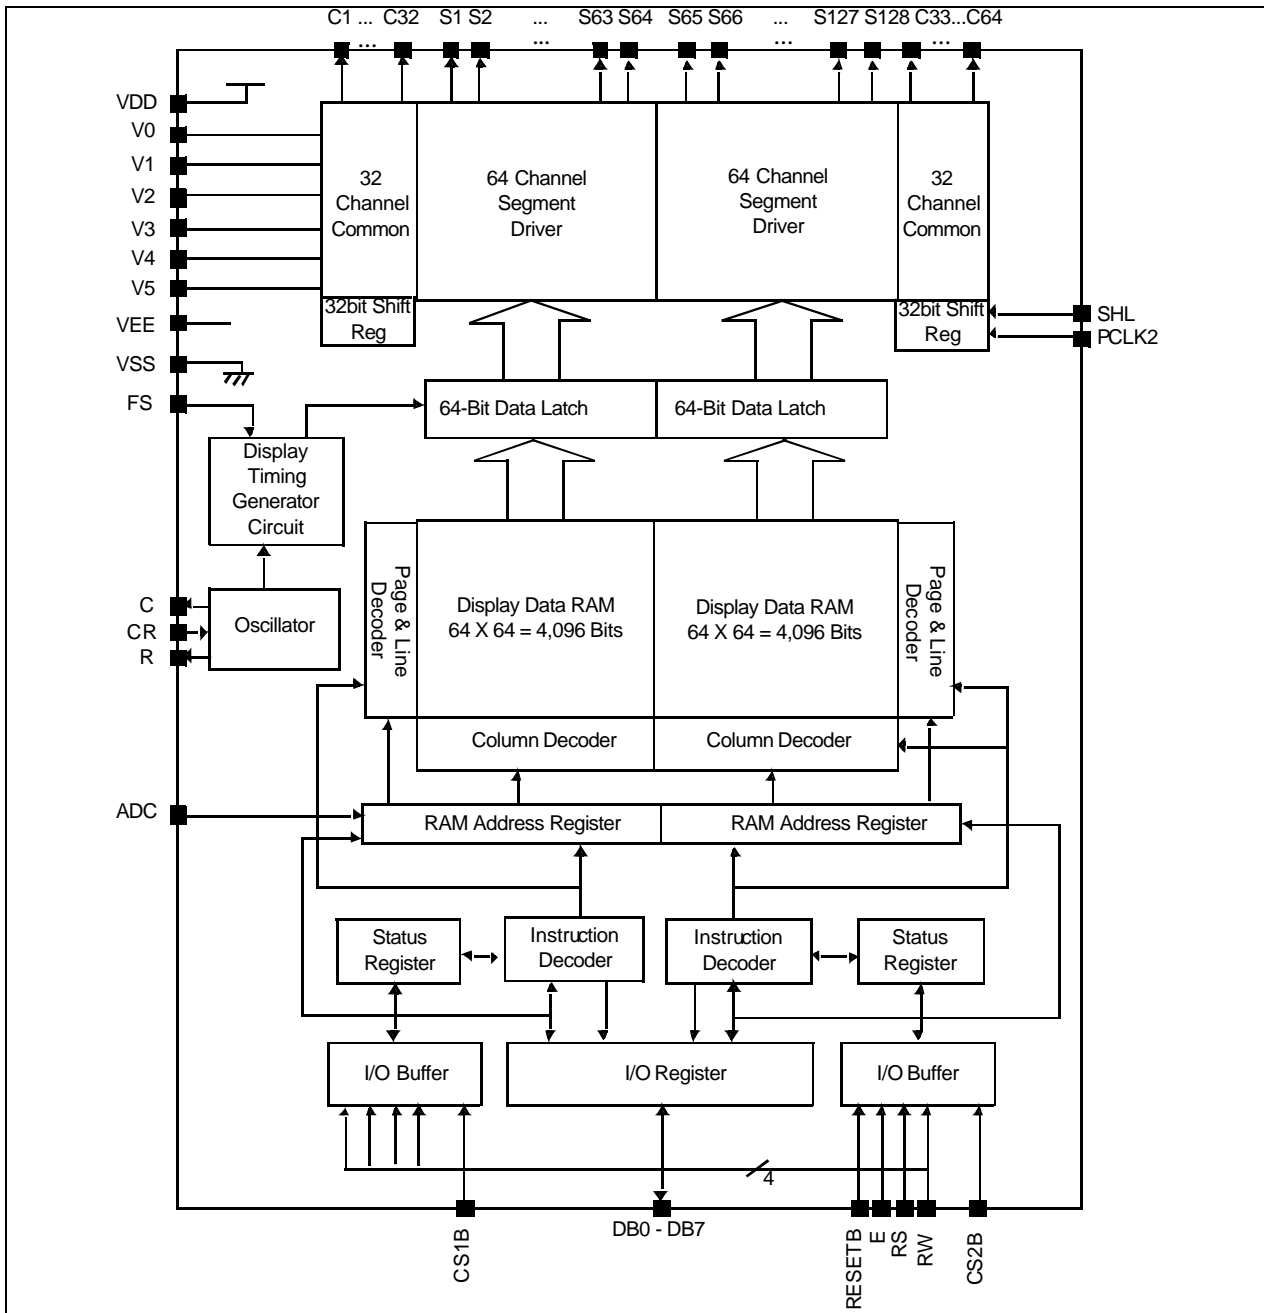 C1 ... C32 S1 S2 ... S63 S64 S65 S66 ... S127 S128 C33...C64
... ... ... ...
VDD
V0
V1
V2
V3
V4
V5
VEE
VSS
FS
32
Channel
Common
64 Channel
Segment
Driver
64 Channel
Segment
Driver
32
Channel
Common
32bit Shift
Reg
32bit Shift
Reg
SHL
PCLK2
64-Bit Data Latch
64-Bit Data Latch
Display
Timing
Generator
Circuit
C
CR
R
Oscillator
Page & Line
Decoder
Display Data RAM
64 X 64 = 4,096 Bits
Display Data RAM
64 X 64 = 4,096 Bits
Page & Line
Decoder
Column Decoder
Column Decoder
ADC
RAM Address Register
RAM Address Register
Status
Register
Instruction
Decoder
Instruction
Decoder
Status
Register
I/O Buffer
I/O Register
I/O Buffer
4
CS1B
DB0 - DB7
RESETB
E
RS
RW
CS2B